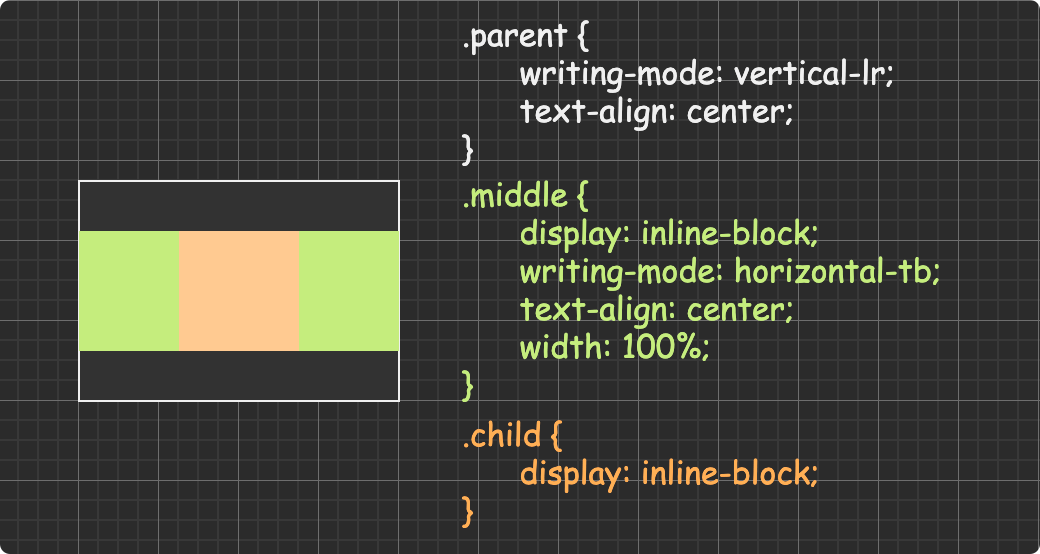 .parent {
writing-mode: vertical-lr;
text-align: center;
}
.middle {
display: inline-block;
writing-mode: horizontal-tb;
text-align: center;
width: 100%;
}
.child {
display: inline-block;
}